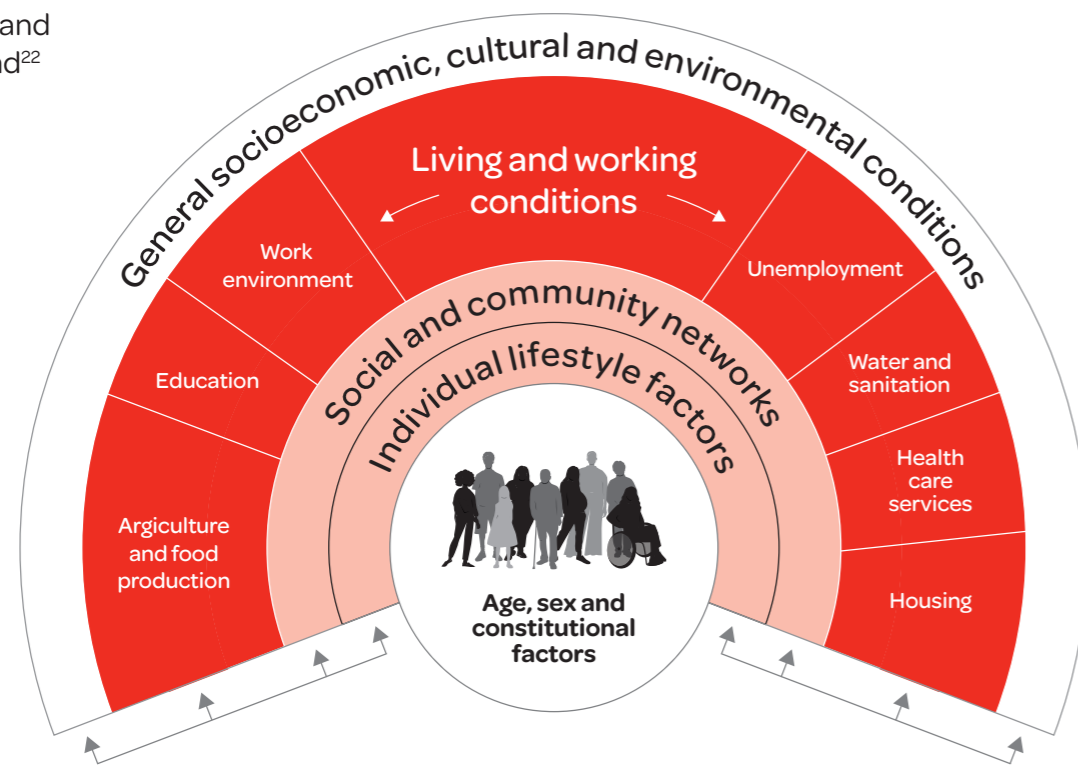 and
nd22
General socioeconomic, cultural and environmental conditions
Living and working
conditions
Work
environment
Unemployment
Education
Water and
sanitation
Argiculture
and food
production
Health
care
services
Housing
Social and community networks
Individual lifestyle factors
Age, sex and
constitutional
factors